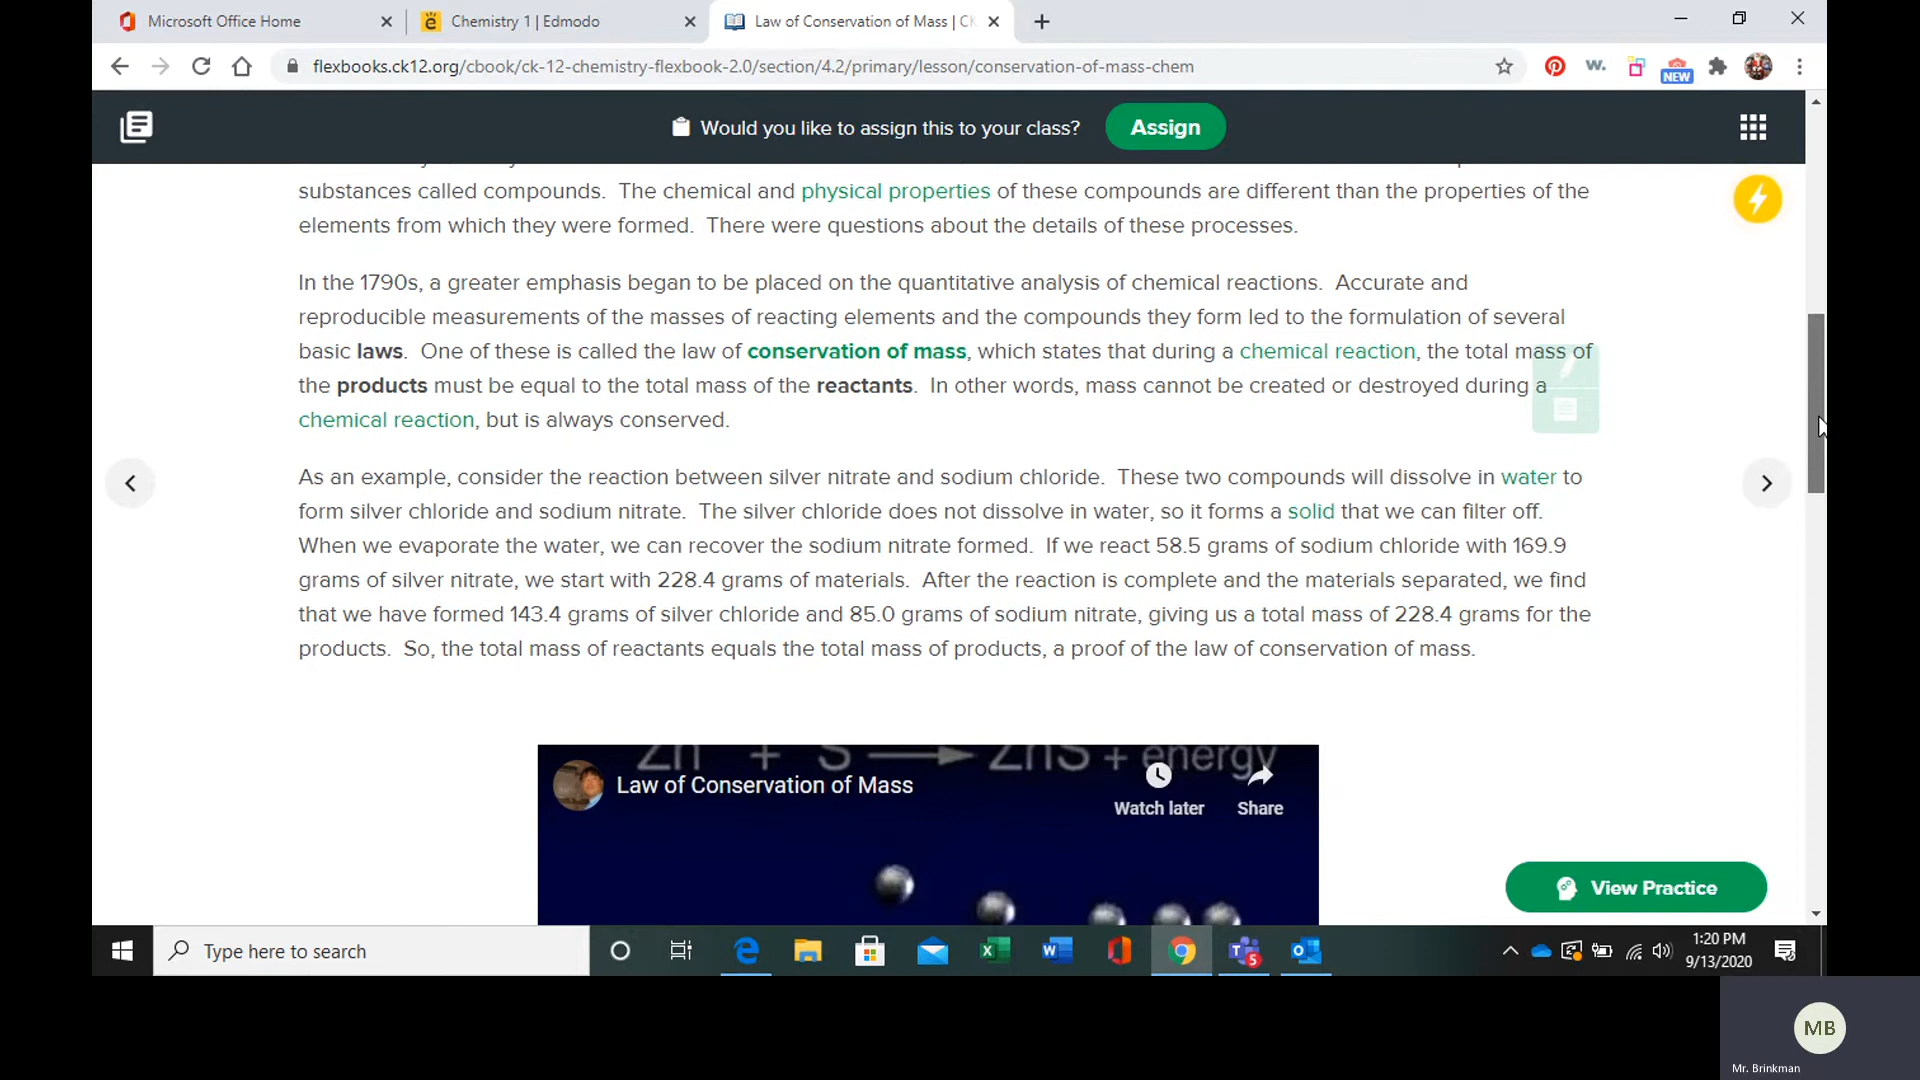 Microsoft Office Home
Chemistry 1 | Edmodo
Law of Conservation of Mass | CK
flexbooks.ck12.org/cbook/ck-12-chemistry-flexbook-2.0/section/4.2/primary/lesson/conservation-of-mass-chem
w.
NEW
Would you like to assign this to your class?
Assign
substances called compounds. The chemical and physical properties of these compounds are different than the properties of the
elements from which they were formed. There were questions about the details of these processes.
In the 1790s, a greater emphasis began to be placed on the quantitative analysis of chemical reactions. Accurate and
reproducible measurements of the masses of reacting elements and the compounds they form led to the formulation of several
basic laws. One of these is called the law of conservation of mass, which states that during a chemical reaction, the total mass of
the products must be equal to the total mass of the reactants. In other words, mass cannot be created or destroyed during a
chemical reaction, but is always conserved.
As an example, consider the reaction between silver nitrate and sodium chloride. These two compounds will dissolve in water to
form silver chloride and sodium nitrate. The silver chloride does not dissolve in water, so it forms a solid that we can filter off.
When we evaporate the water, we can recover the sodium nitrate formed. If we react 58.5 grams of sodium chloride with 169.9
grams of silver nitrate, we start with 228.4 grams of materials. After the reaction is complete and the materials separated, we find
that we have formed 143.4 grams of silver chloride and 85.0 grams of sodium nitrate, giving us a total mass of 228.4 grams for the
products. So, the total mass of reactants equals the total mass of products, a proof of the law of conservation of mass.
Zn + S → ZnS + energy
Law of Conservation of Mass
Watch later
Share
View Practice
Type here to search
5
1:20 PM
9/13/2020
MB
Mr. Brinkman